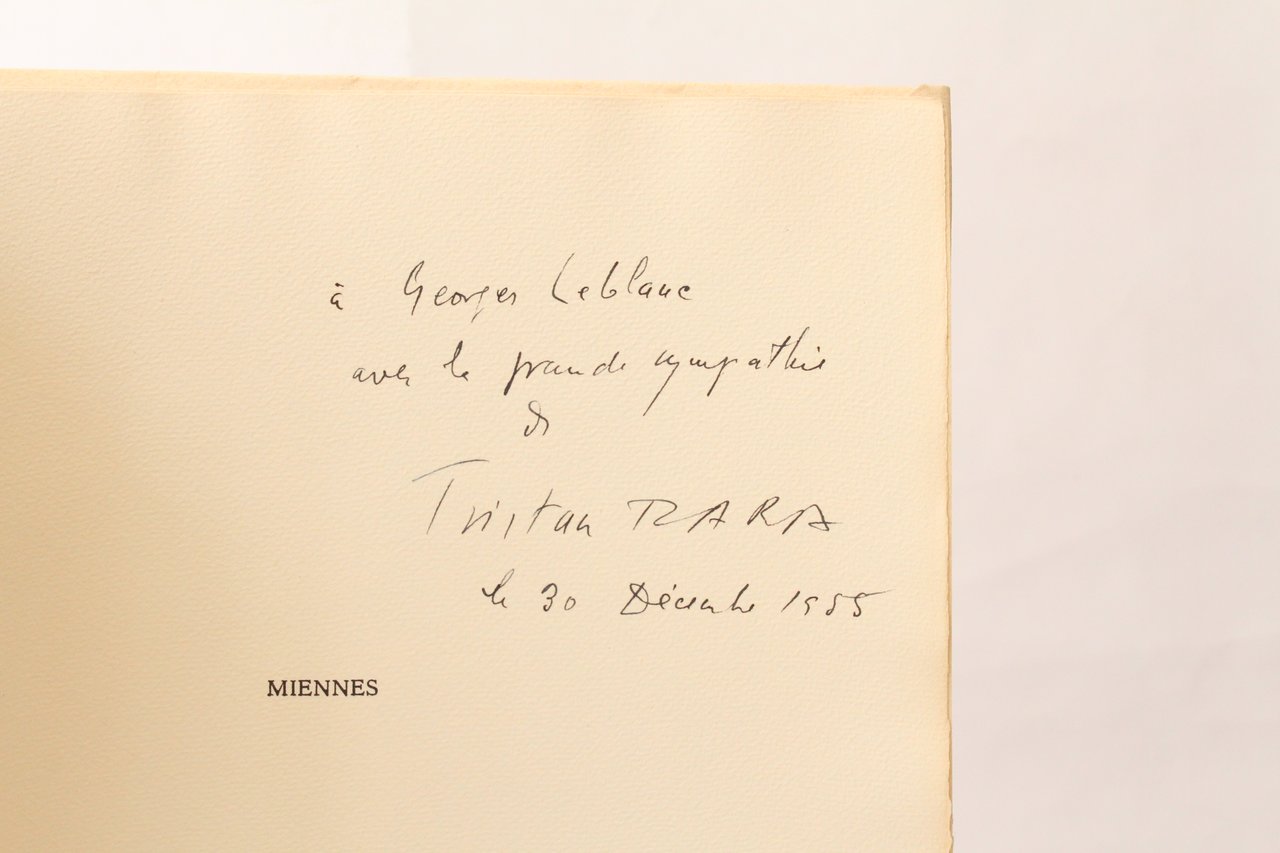 à Georges Leblanc
avec la grande sympathie
de
Tristan TZARA
le 30 Décembre 1955
MIENNES